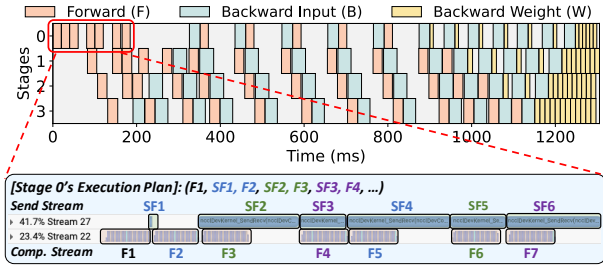 Forward (F) Backward Input (B) Backward Weight (W)
Stages
0
1
2
3
0 200 400 600 800 1000 1200
Time (ms)
[Stage 0's Execution Plan]: (F1, SF1, F2, SF2, F3, SF3, F4, ...)
Send Stream SF1 SF2 SF3 SF4 SF5 SF6
41.7% Stream 27
23.4% Stream 22
Comp. Stream F1 F2 F3 F4 F5 F6 F7